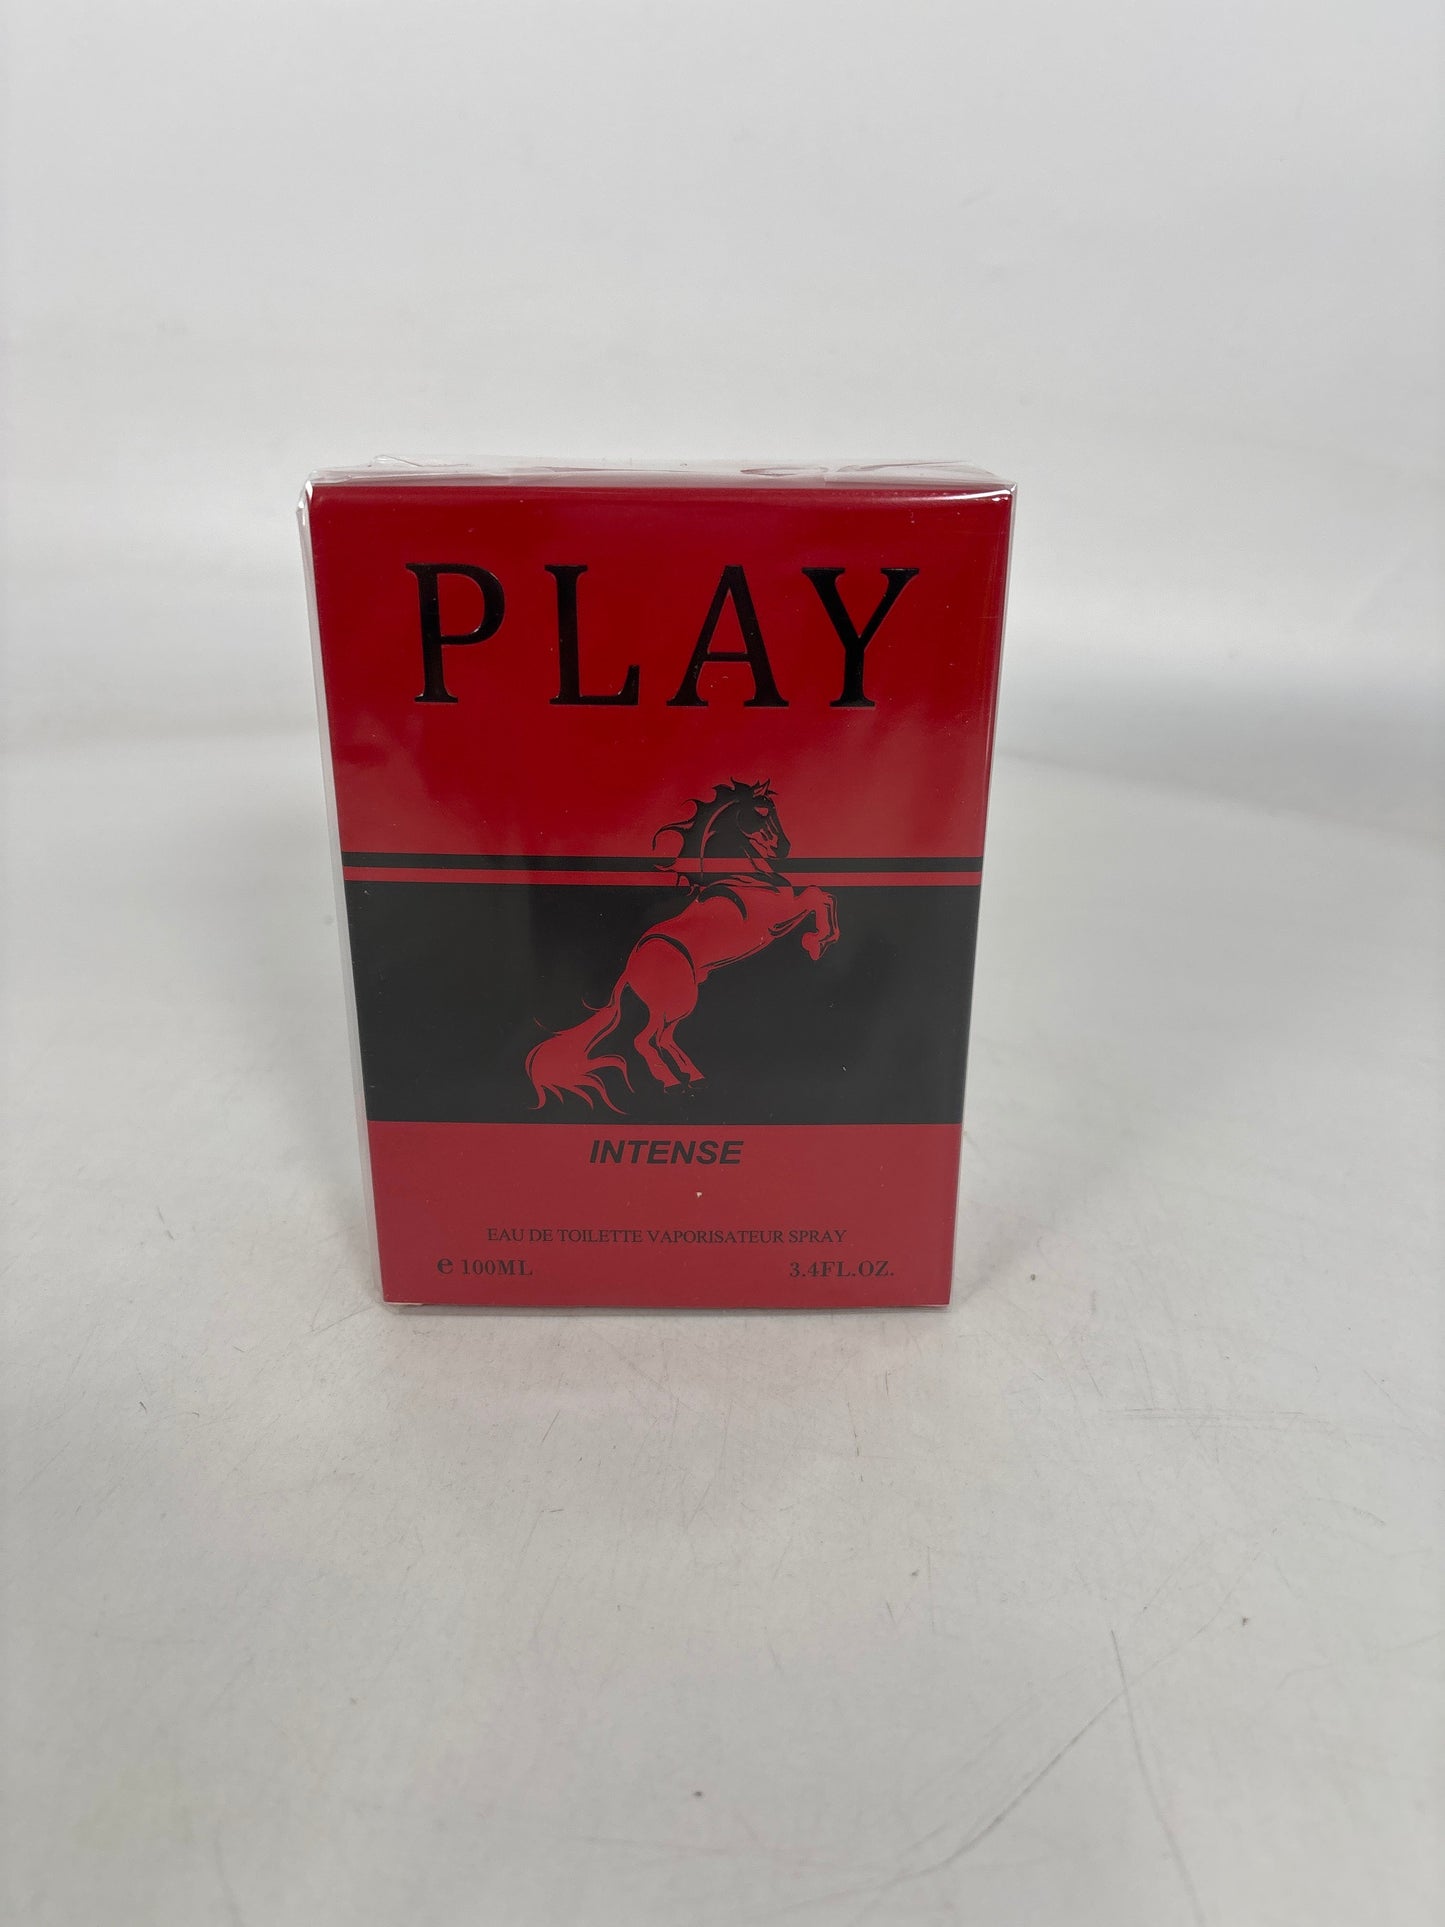 PLAY
INTENSE
EAU DE TOILETTE VAPORISATEUR SPRAY
℮ 100ML 3.4FL.OZ.